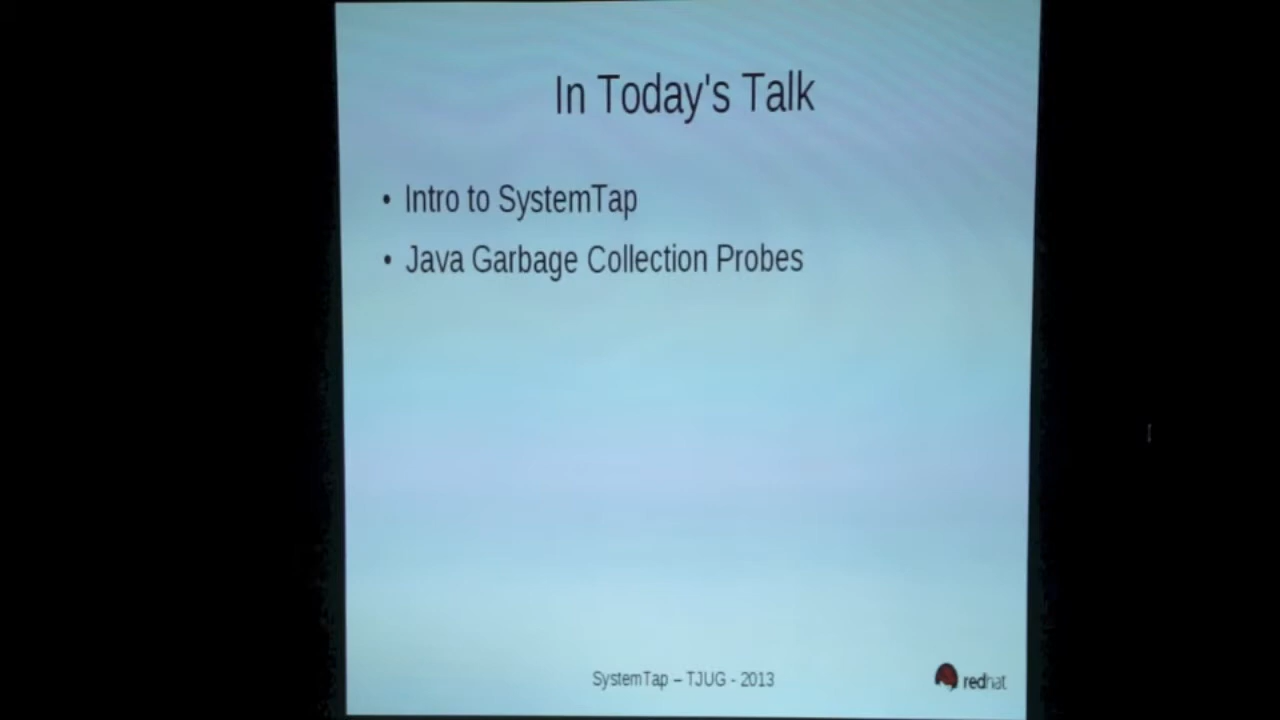 In Today's Talk
• Intro to SystemTap
• Java Garbage Collection Probes
SystemTap – TJUG - 2013
redhat